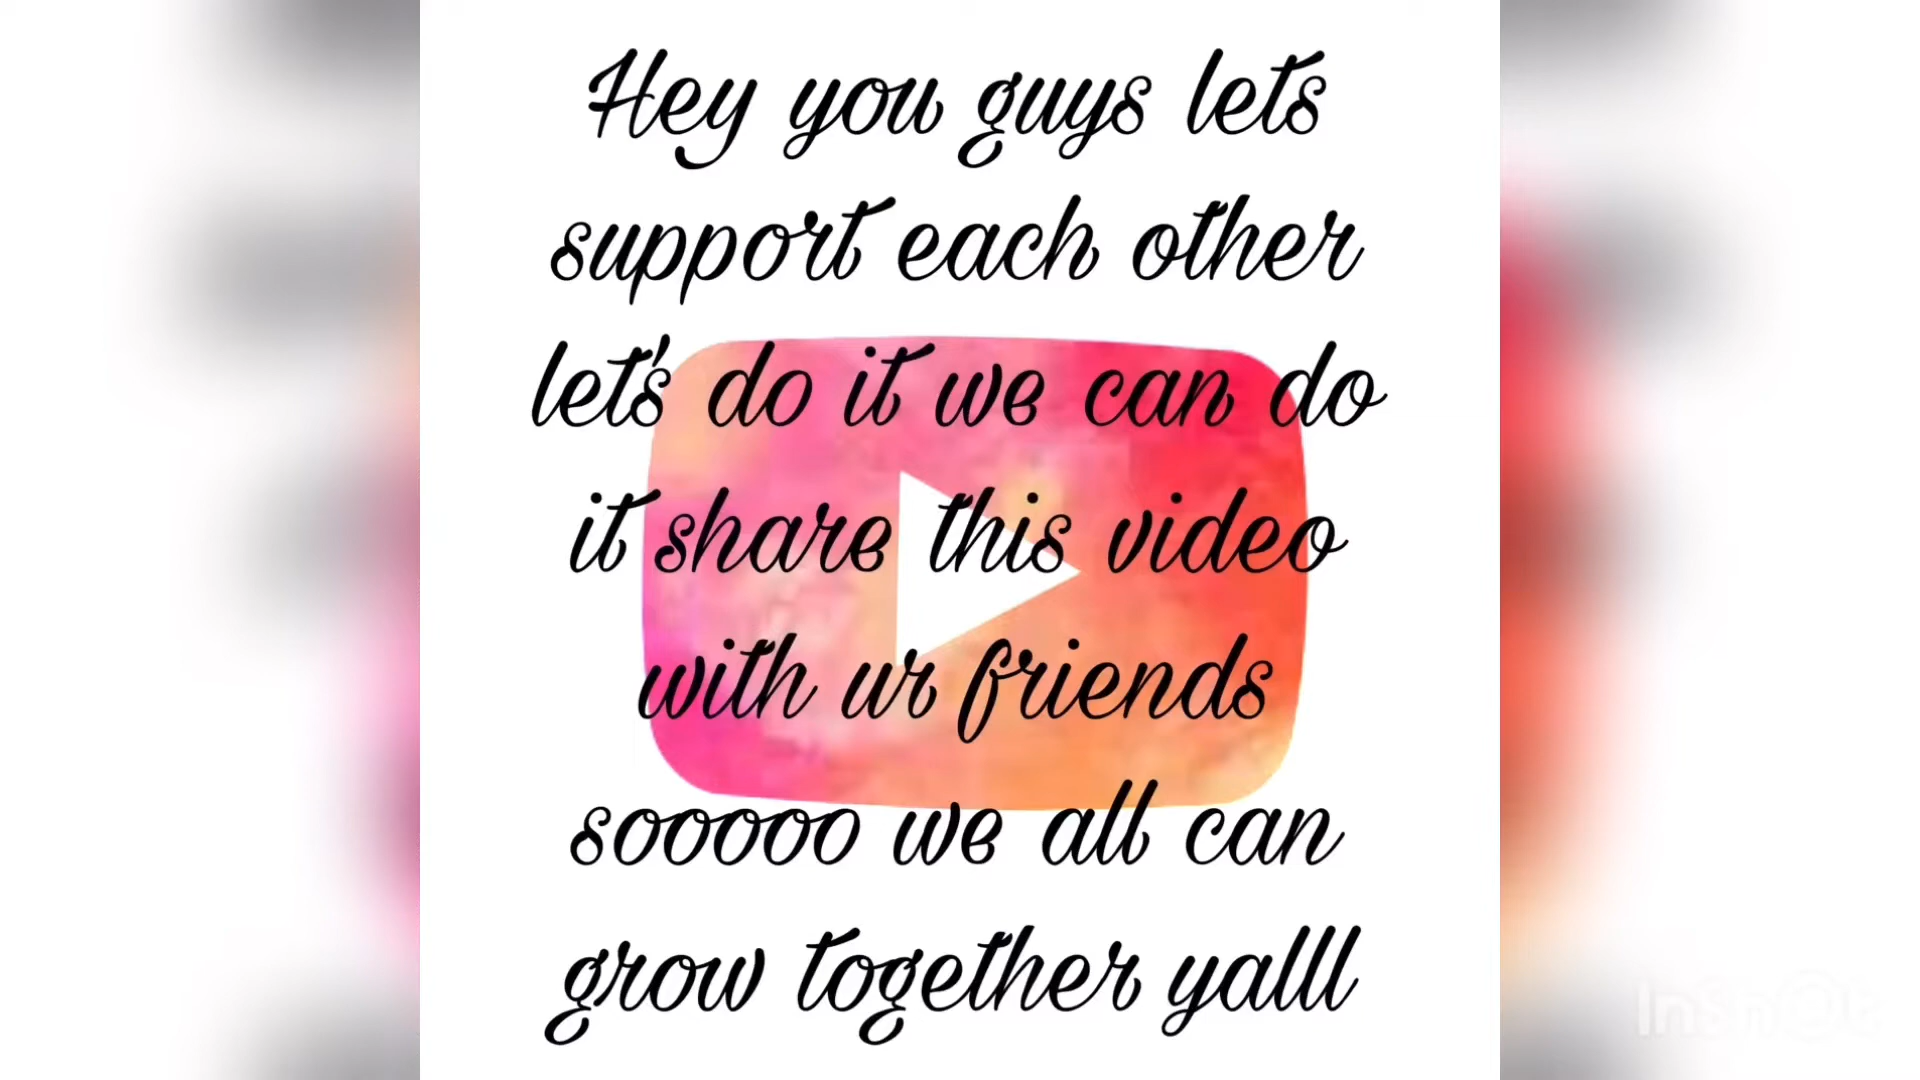 Hey you guys lets
support each other
let's do it we can do
it share this video
with ur friends
sooooo we all can
grow together yalll
InShot